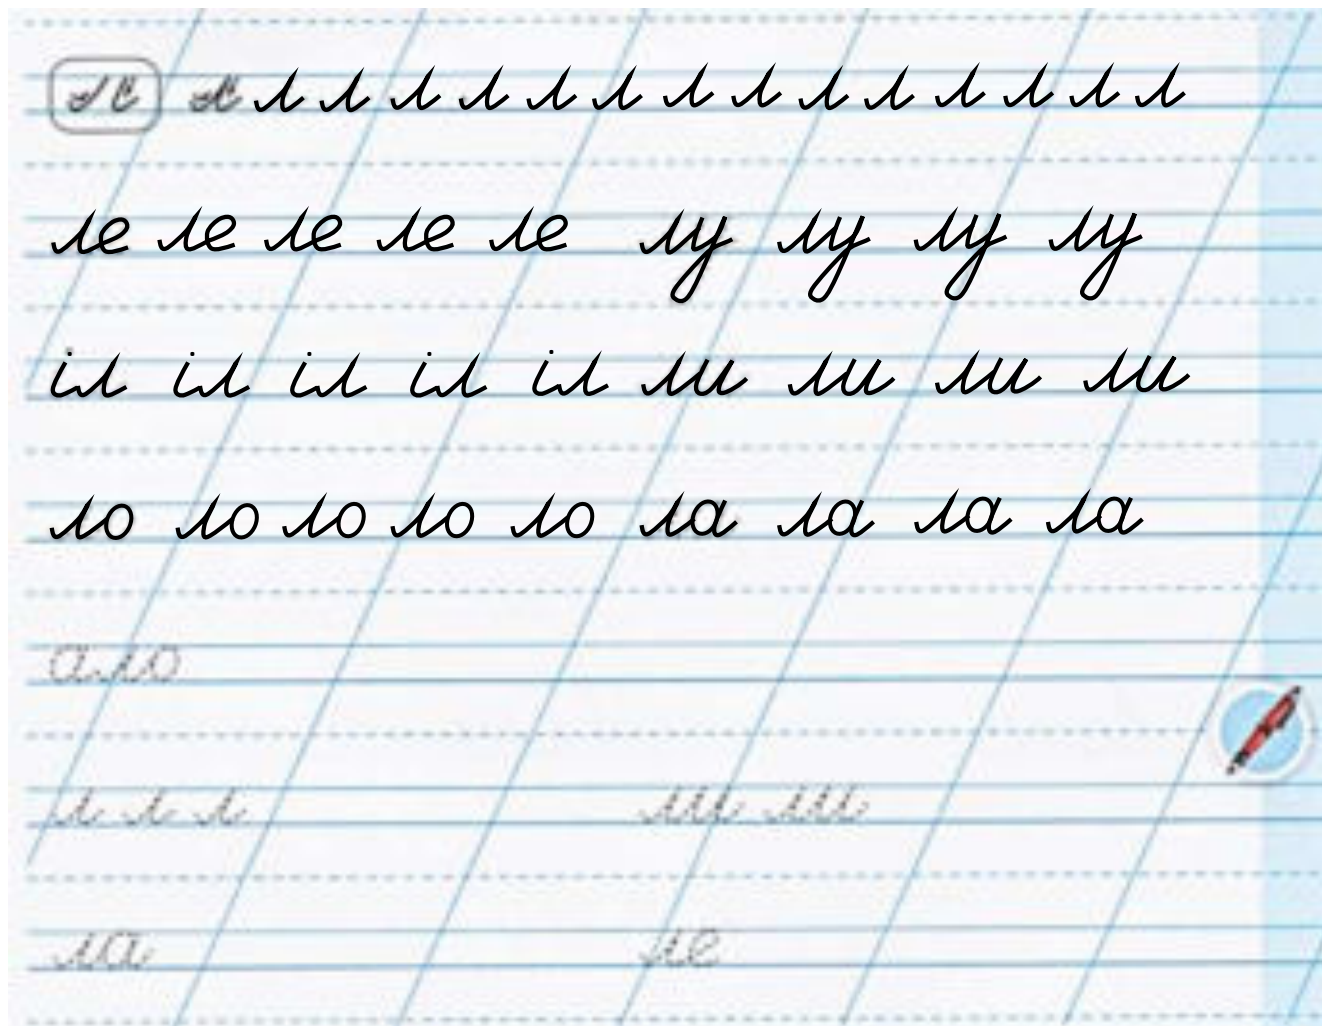 л л л л л л л л л л л л л л
ле ле ле ле ле лу лу лу лу
іл іл іл іл іл ли ли ли ли
ло ло ло ло ло ла ла ла ла
ало
л л л ли ли
ла ле